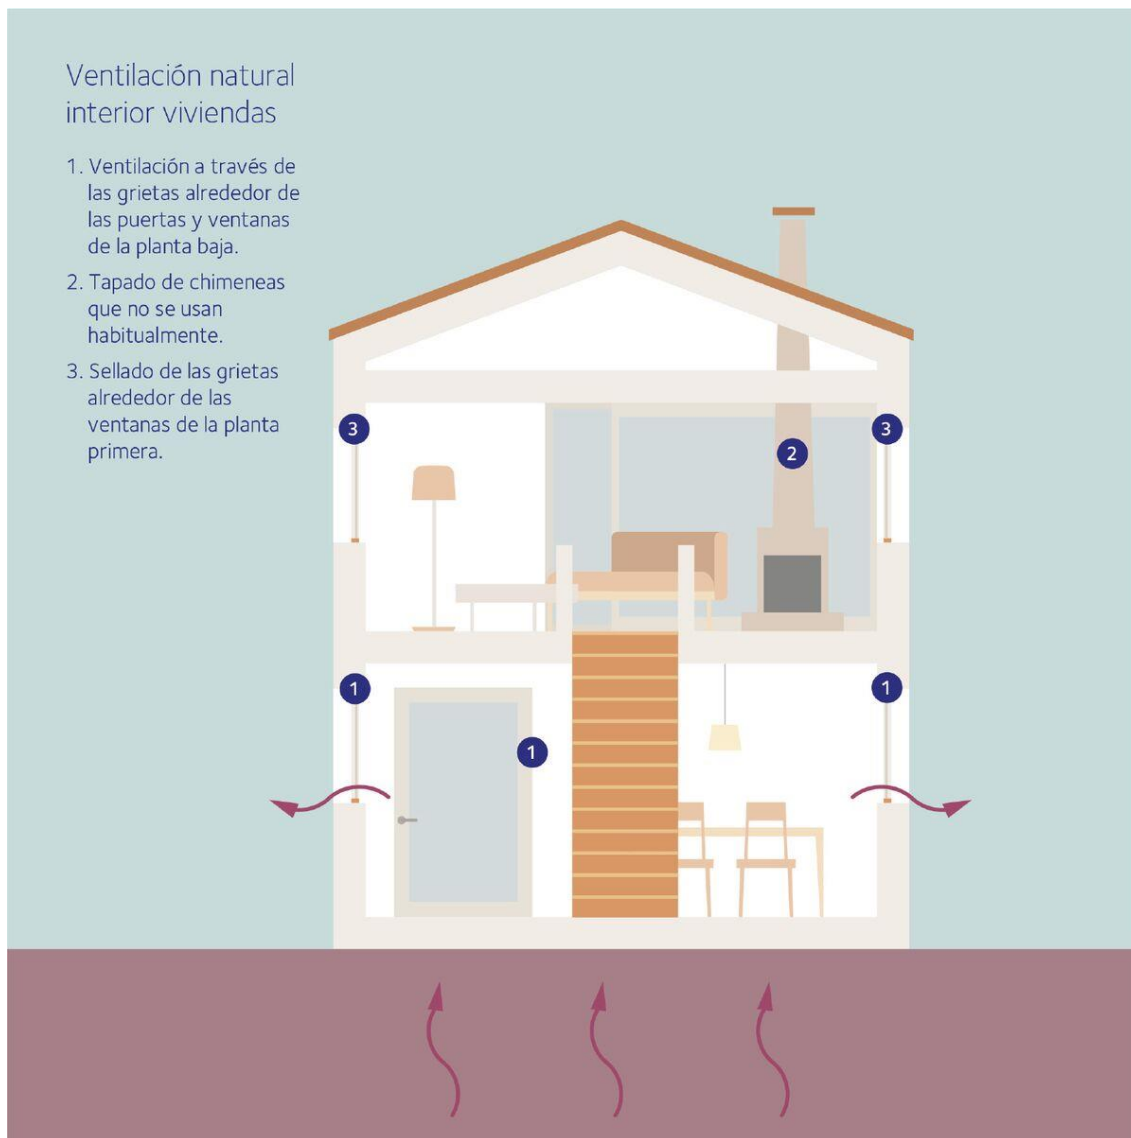 Ventilación natural
interior viviendas
1. Ventilación a través de
las grietas alrededor de
las puertas y ventanas
de la planta baja.
2. Tapado de chimeneas
que no se usan
habitualmente.
3. Sellado de las grietas
alrededor de las
ventanas de la planta
primera.
3
3
2
1
1
1